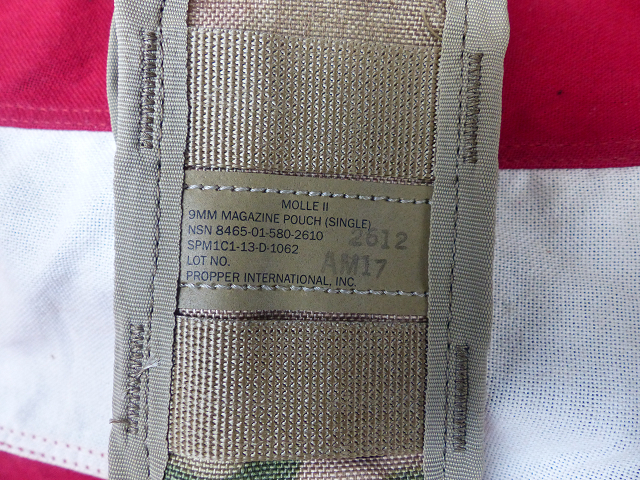 MOLLE II
9MM MAGAZINE POUCH (SINGLE)
NSN 8465-01-580-2610
SPM1C1-13-D-1062
2612
LOT NO.
AM17
PROPPER INTERNATIONAL, INC.